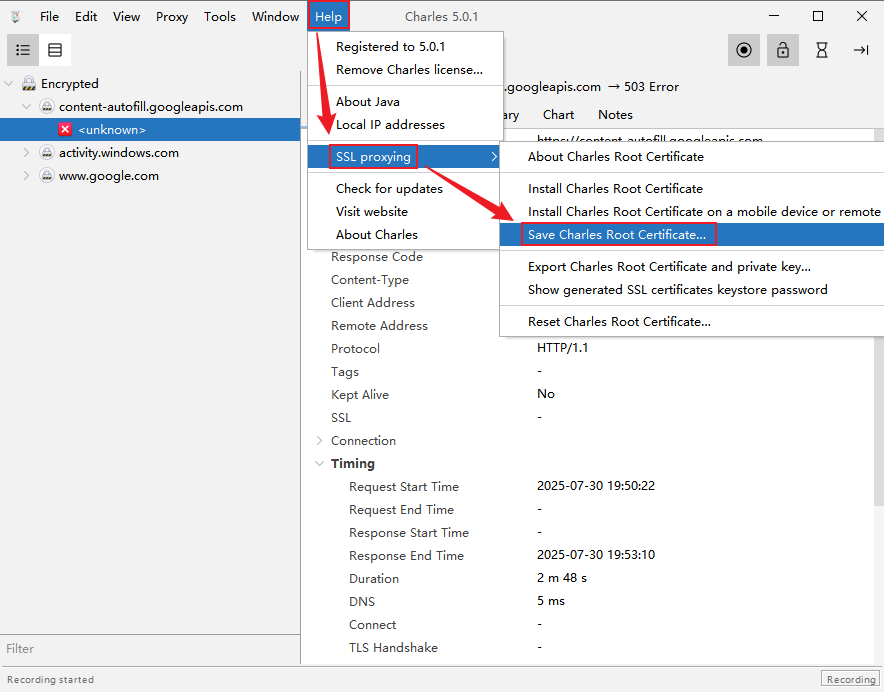 File Edit View Proxy Tools Window Help Charles 5.0.1
Registered to 5.0.1
Remove Charles license...
About Java
Local IP addresses
SSL proxying
Check for updates
Visit website
About Charles
About Charles Root Certificate
Install Charles Root Certificate
Install Charles Root Certificate on a mobile device or remote
Save Charles Root Certificate...
Export Charles Root Certificate and private key...
Show generated SSL certificates keystore password
Reset Charles Root Certificate...
Encrypted
content-autofill.googleapis.com
<unknown>
activity.windows.com
www.google.com
.googleapis.com → 503 Error
ary Chart Notes
https://content-autofill.googleapis.com
Response Code
Content-Type
Client Address
Remote Address
Protocol HTTP/1.1
Tags -
Kept Alive No
SSL -
Connection
Timing
Request Start Time 2025-07-30 19:50:22
Request End Time -
Response Start Time -
Response End Time 2025-07-30 19:53:10
Duration 2 m 48 s
DNS 5 ms
Connect -
TLS Handshake -
Filter
Recording started Recording